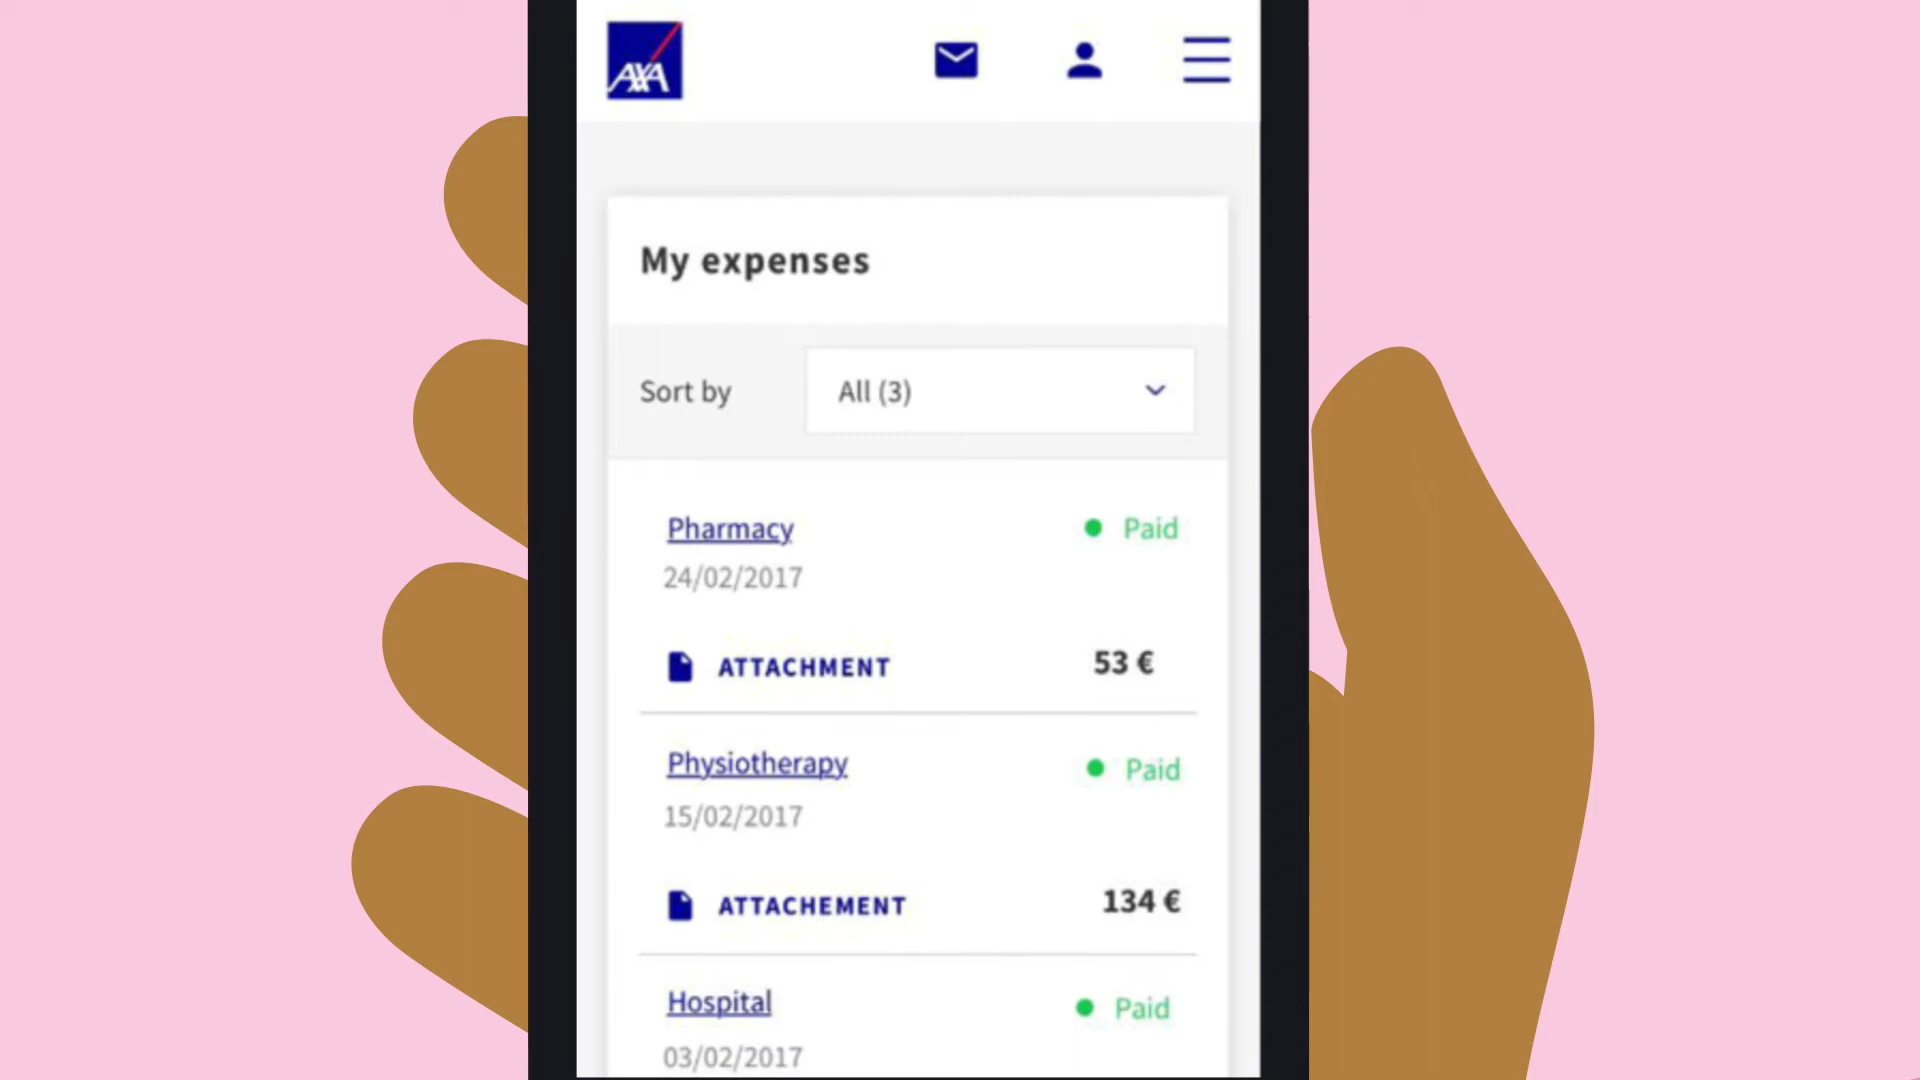 AXA
My expenses
Sort by All (3)
Pharmacy Paid
24/02/2017
ATTACHMENT 53 €
Physiotherapy Paid
15/02/2017
ATTACHEMENT 134 €
Hospital Paid
03/02/2017